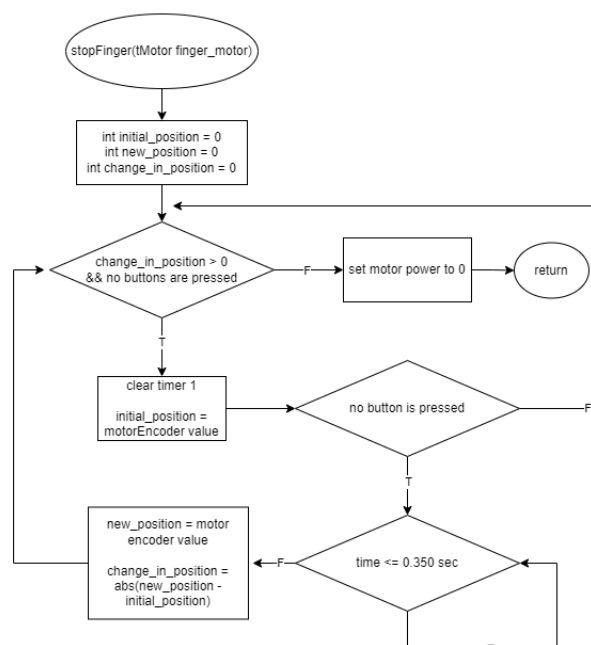 stopFinger(tMotor finger_motor)
int initial_position = 0
int new_position = 0
int change_in_position = 0
change_in_position > 0
&& no buttons are pressed
F
set motor power to 0
return
T
clear timer 1
initial_position =
motorEncoder value
no button is pressed
F
T
new_position = motor
encoder value
change_in_position =
abs(new_position -
initial_position)
F
time <= 0.350 sec